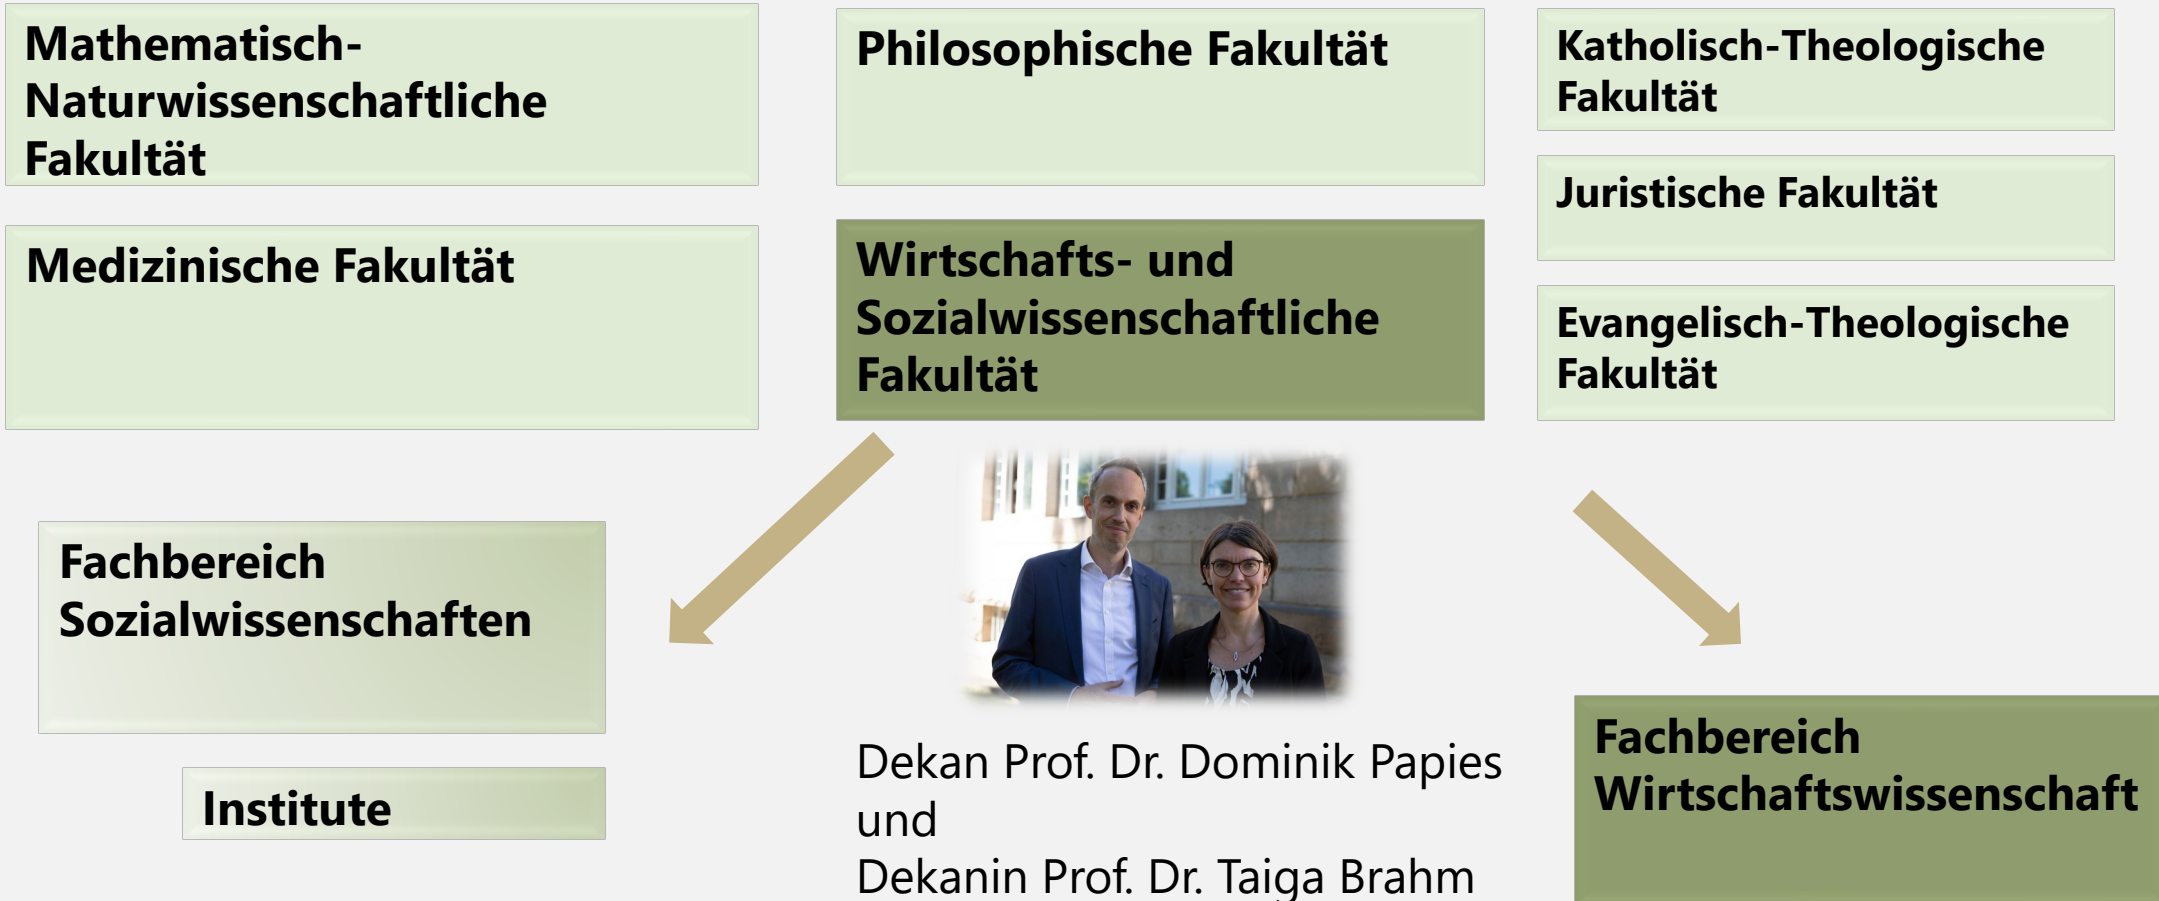 Mathematisch-
Naturwissenschaftliche
Fakultät
Philosophische Fakultät
Katholisch-Theologische
Fakultät
Juristische Fakultät
Medizinische Fakultät
Wirtschafts- und
Sozialwissenschaftliche
Fakultät
Evangelisch-Theologische
Fakultät
Fachbereich
Sozialwissenschaften
Institute
Dekan Prof. Dr. Dominik Papies
und
Dekanin Prof. Dr. Taiga Brahm
Fachbereich
Wirtschaftswissenschaft